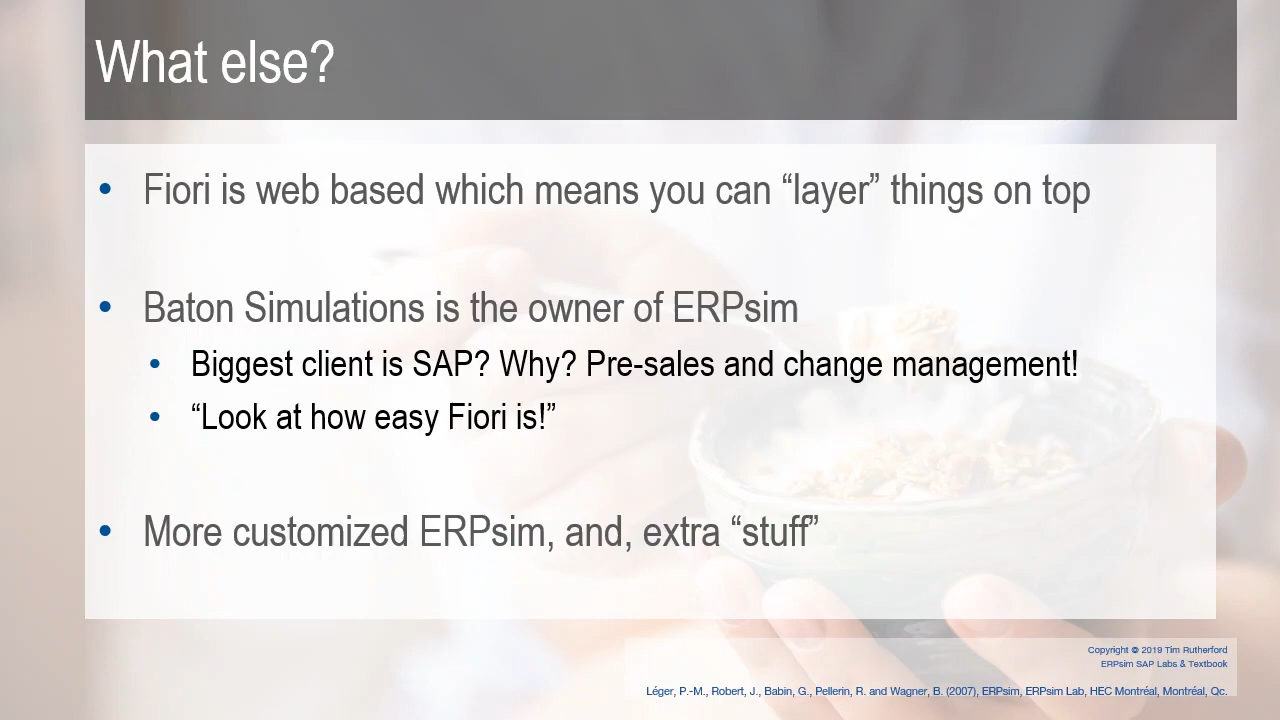 What else?
• Fiori is web based which means you can “layer” things on top
• Baton Simulations is the owner of ERPsim
• Biggest client is SAP? Why? Pre-sales and change management!
• “Look at how easy Fiori is!”
• More customized ERPsim, and, extra “stuff”
Copyright © 2019 Tim Rutherford
ERPsim SAP Labs & Textbook
Léger, P.-M., Robert, J., Babin, G., Pellerin, R. and Wagner, B. (2007), ERPsim, ERPsim Lab, HEC Montréal, Montréal, Qc.